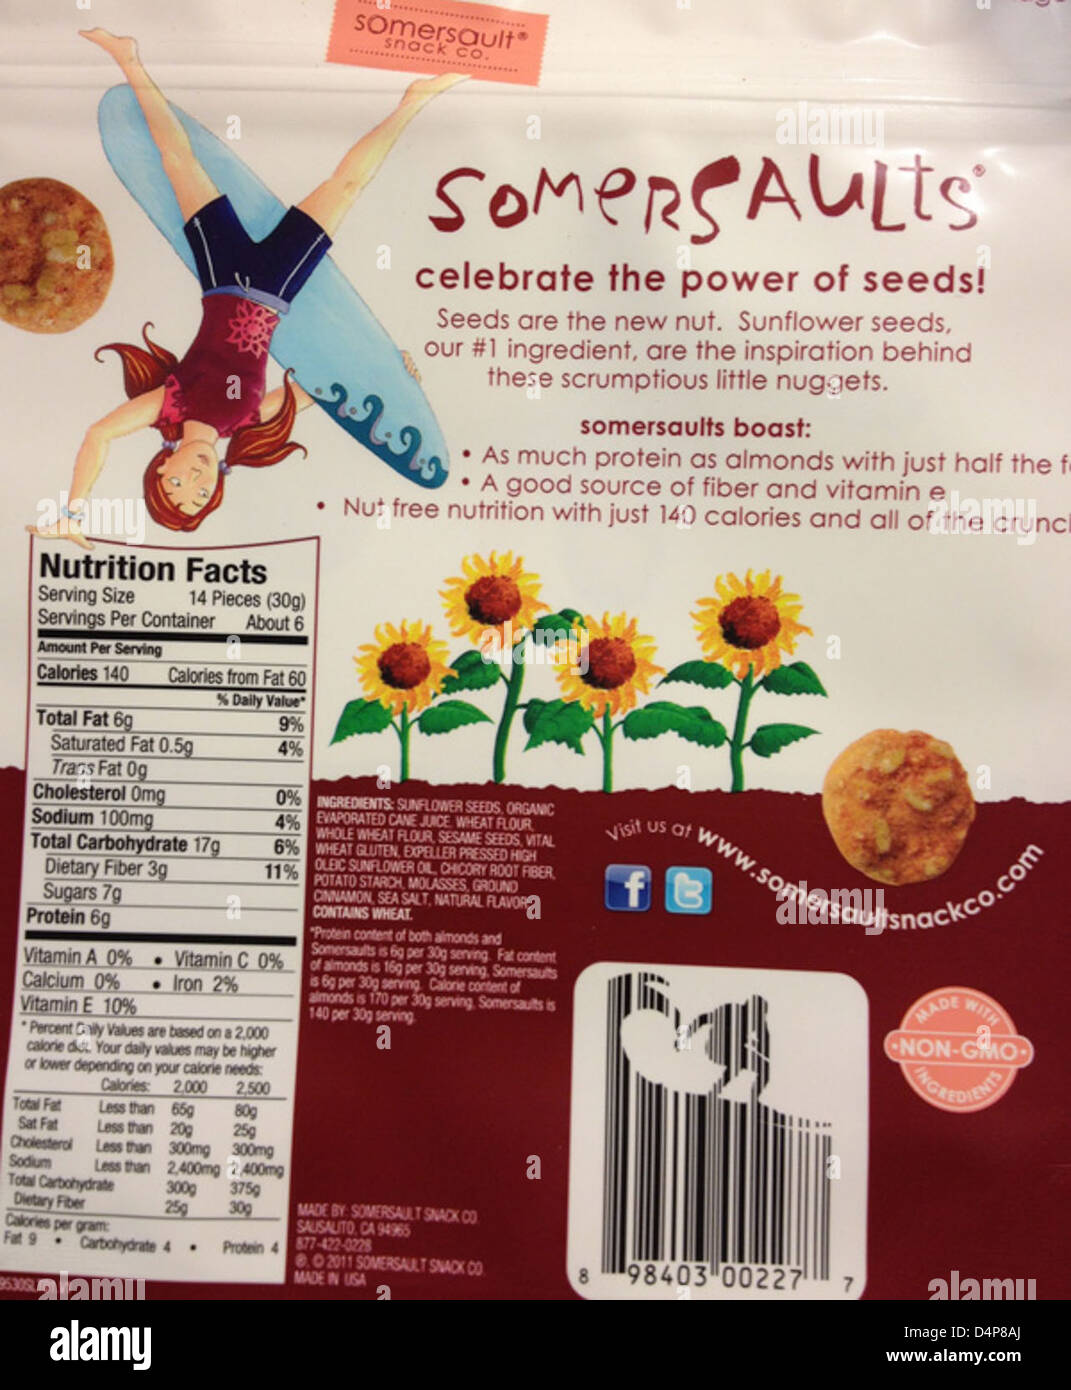 somersault®
snack co.
SOMERSAULTS®
celebrate the power of seeds!
Seeds are the new nut. Sunflower seeds,
our #1 ingredient, are the inspiration behind
these scrumptious little nuggets.
somersaults boast:
• As much protein as almonds with just half the
• A good source of fiber and vitamin e
• Nut free nutrition with just 140 calories and all of the
Nutrition Facts
Serving Size 14 Pieces (30g)
Servings Per Container About 6
Amount Per Serving
Calories 140 Calories from Fat 60
% Daily Value*
Total Fat 6g 9%
Saturated Fat 0.5g 4%
Trans Fat 0g
Cholesterol 0mg 0%
Sodium 100mg 4%
Total Carbohydrate 17g 6%
Dietary Fiber 3g 11%
Sugars 7g
Protein 6g
Vitamin A 0% • Vitamin C 0%
Calcium 0% • Iron 2%
Vitamin E 10%
* Percent Daily Values are based on a 2,000
calorie diet. Your daily values may be higher
or lower depending on your calorie needs:
Calories: 2,000 2,500
Total Fat Less than 65g 80g
Sat Fat Less than 20g 25g
Cholesterol Less than 300mg 300mg
Sodium Less than 2,400mg 2,400mg
Total Carbohydrate 300g 375g
Dietary Fiber 25g 30g
Calories per gram:
Fat 9 • Carbohydrate 4 • Protein 4
INGREDIENTS: SUNFLOWER SEEDS, ORGANIC
EVAPORATED CANE JUICE, WHEAT FLOUR,
WHOLE WHEAT FLOUR, SESAME SEEDS, VITAL
WHEAT GLUTEN, EXPELLER PRESSED HIGH
OLEIC SUNFLOWER OIL, CHICORY ROOT FIBER,
POTATO STARCH, MOLASSES, GROUND
CINNAMON, SEA SALT, NATURAL FLAVORS.
CONTAINS WHEAT.
*Protein content of both almonds and
Somersaults is 6g per 30g serving. Fat content
of almonds is 16g per 30g serving, Somersaults
is 6g per 30g serving. Calorie content of
almonds is 170 per 30g serving, Somersaults is
140 per 30g serving.
MADE BY: SOMERSAULT SNACK CO.
SAUSALITO, CA 94965
877-422-0228
®, © 2011 SOMERSAULT SNACK CO.
MADE IN USA
visit us at www.somersaultsnackco.com
f t
MADE WITH
•NON-GMO•
INGREDIENTS
8 98403 00227 7
alamy
Image ID: D4P8AJ
www.alamy.com